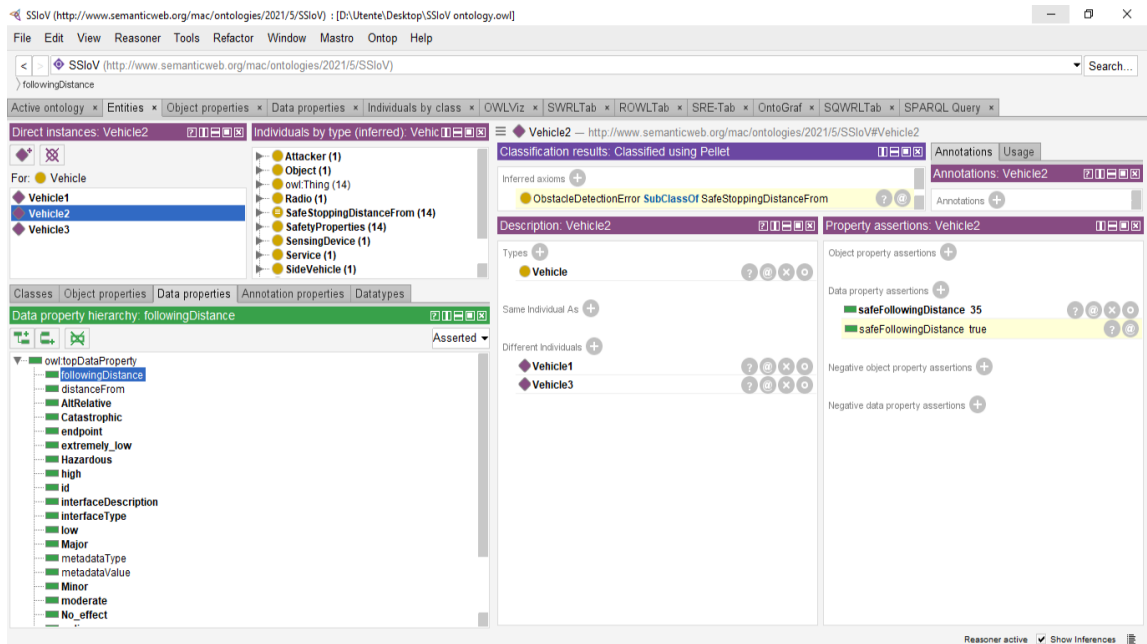 SSIoV (http://www.semanticweb.org/mac/ontologies/2021/5/SSIoV) : [D:\Utente\Desktop\SSIoV ontology.owl]
File Edit View Reasoner Tools Refactor Window Mastro Ontop Help
< > SSIoV (http://www.semanticweb.org/mac/ontologies/2021/5/SSIoV) Search...
followingDistance
Active ontology × Entities × Object properties × Data properties × Individuals by class × OWLViz × SWRLTab × ROWLTab × SRE-Tab × OntoGraf × SQWRLTab × SPARQL Query ×
Direct instances: Vehicle2
For: Vehicle
Vehicle1
Vehicle2
Vehicle3
Individuals by type (inferred): Vehic
Attacker (1)
Object (1)
owl:Thing (14)
Radio (1)
SafeStoppingDistanceFrom (14)
SafetyProperties (14)
SensingDevice (1)
Service (1)
SideVehicle (1)
Classes Object properties Data properties Annotation properties Datatypes
Data property hierarchy: followingDistance
Asserted
owl:topDataProperty
followingDistance
distanceFrom
AltRelative
Catastrophic
endpoint
extremely_low
Hazardous
high
id
interfaceDescription
interfaceType
low
Major
metadataType
metadataValue
Minor
moderate
No_effect
Vehicle2 — http://www.semanticweb.org/mac/ontologies/2021/5/SSIoV#Vehicle2
Classification results: Classified using Pellet
Inferred axioms
ObstacleDetectionError SubClassOf SafeStoppingDistanceFrom
Annotations Usage
Annotations: Vehicle2
Annotations
Description: Vehicle2
Types
Vehicle
Same Individual As
Different Individuals
Vehicle1
Vehicle3
Property assertions: Vehicle2
Object property assertions
Data property assertions
safeFollowingDistance 35
safeFollowingDistance true
Negative object property assertions
Negative data property assertions
Reasoner active Show Inferences